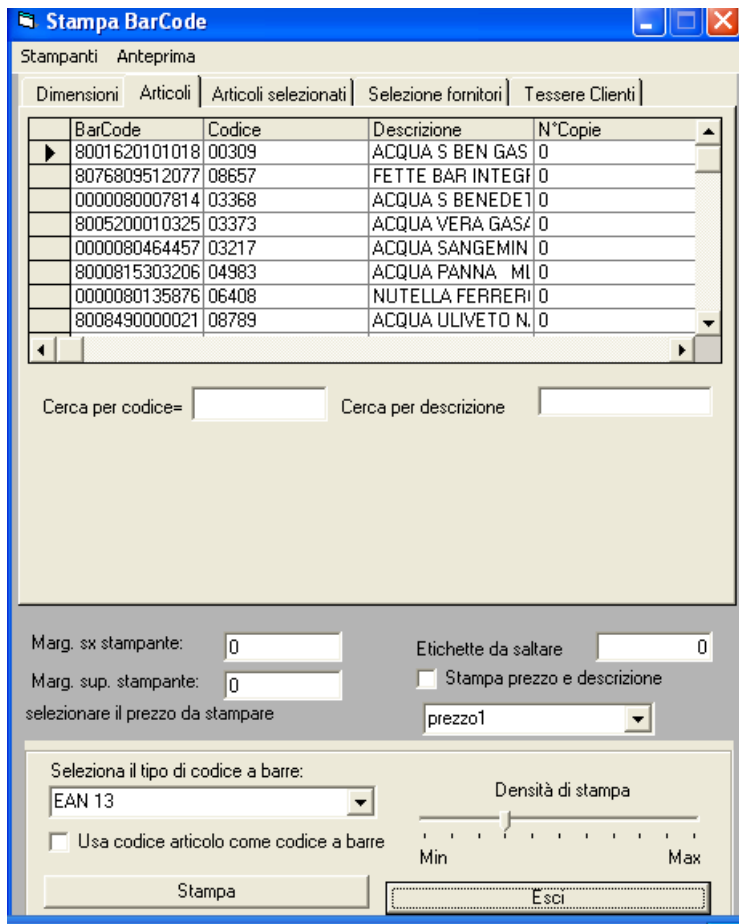 Stampa BarCode
Stampanti Anteprima
Dimensioni Articoli Articoli selezionati Selezione fornitori Tessere Clienti
BarCode Codice Descrizione N°Copie
8001620101018 00309 ACQUA S BEN GAS 0
8076809512077 08657 FETTE BAR INTEGR 0
0000080007814 03368 ACQUA S BENEDET 0
8005200010325 03373 ACQUA VERA GASA 0
0000080464457 03217 ACQUA SANGEMIN 0
8000815303206 04983 ACQUA PANNA MI 0
0000080135876 06408 NUTELLA FERRER 0
8008490000021 08789 ACQUA ULIVETO N. 0
Cerca per codice= Cerca per descrizione
Marg. sx stampante: 0 Etichette da saltare 0
Marg. sup. stampante: 0 Stampa prezzo e descrizione
selezionare il prezzo da stampare prezzo1
Seleziona il tipo di codice a barre:
EAN 13
Densità di stampa
Usa codice articolo come codice a barre
Min Max
Stampa Esci